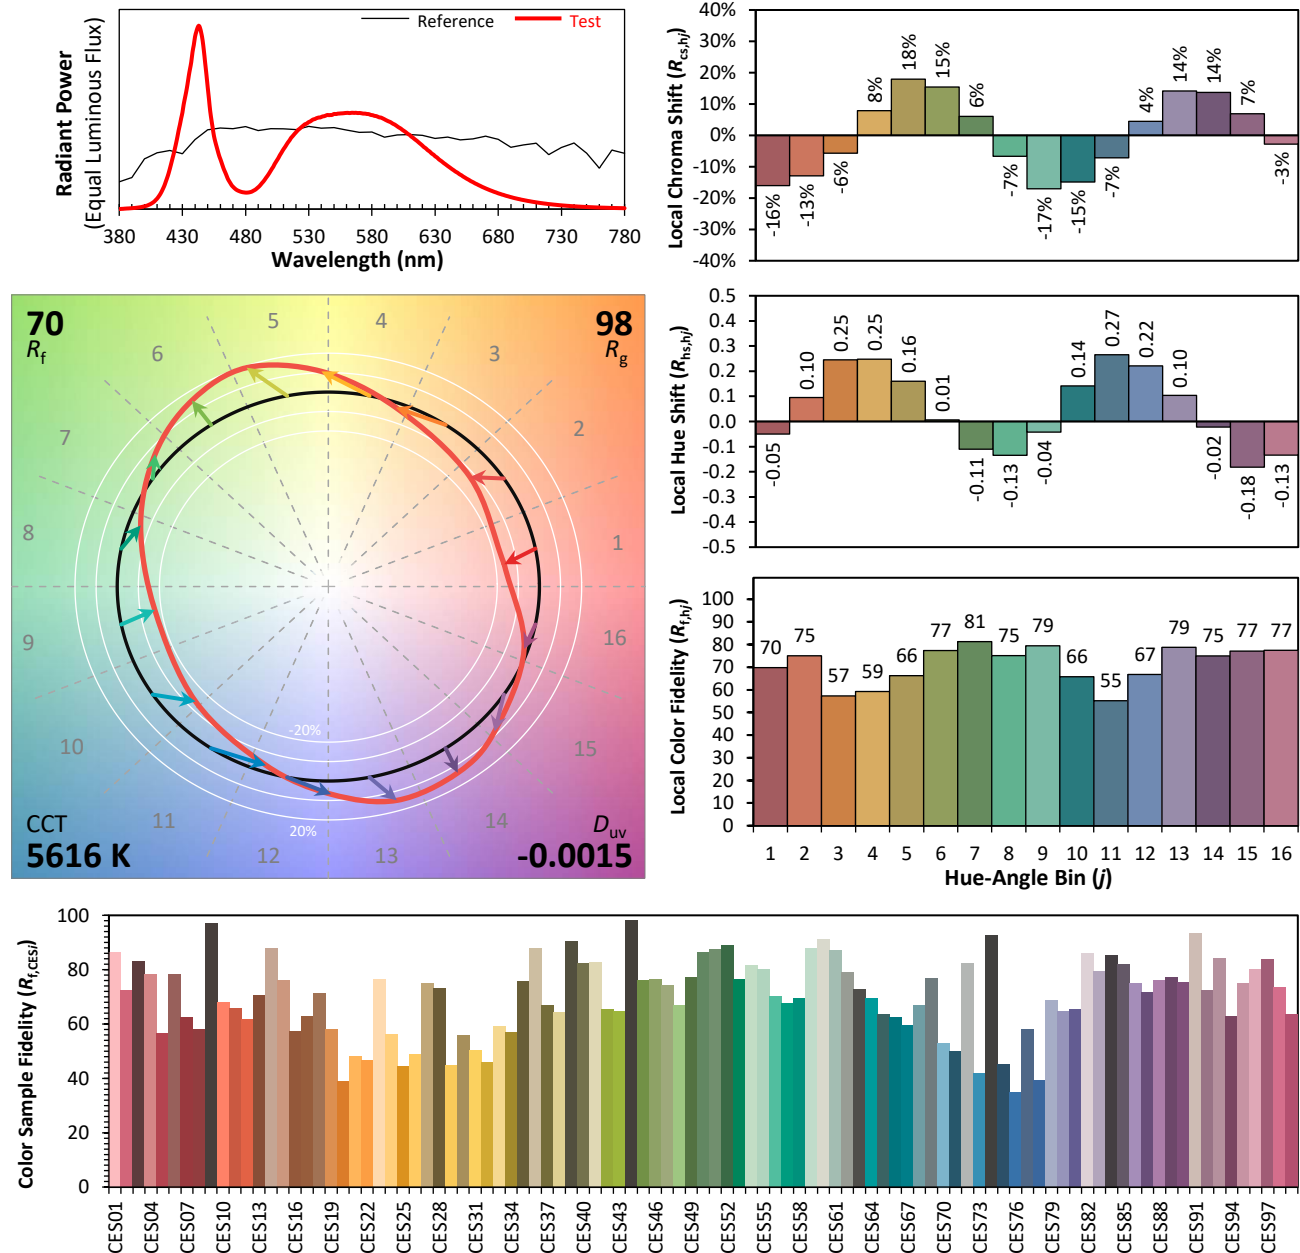 Radiant Power
(Equal Luminous Flux)
Reference
Test
380 430 480 530 580 630 680 730 780
Wavelength (nm)
Local Chroma Shift (Rcs,hj)
40%
30%
20%
10%
0%
-10%
-20%
-30%
-40%
-16% -13% -6% 8% 18% 15% 6% -7% -17% -15% -7% 4% 14% 14% 7% -3%
70
Rf
98
Rg
5 4
6 3
7 2
8 1
9 16
10 15
11 14
12 13
-20%
20%
CCT
5616 K
Duv
-0.0015
Local Hue Shift (Rhs,hj)
0.5
0.4
0.3
0.2
0.1
0.0
-0.1
-0.2
-0.3
-0.4
-0.5
-0.05 0.10 0.25 0.25 0.16 0.01 -0.11 -0.13 -0.04 0.14 0.27 0.22 0.10 -0.02 -0.18 -0.13
Local Color Fidelity (Rf,hj)
100
90
80
70
60
50
40
30
20
10
0
70 75 57 59 66 77 81 75 79 66 55 67 79 75 77 77
1 2 3 4 5 6 7 8 9 10 11 12 13 14 15 16
Hue-Angle Bin (j)
Color Sample Fidelity (Rf,CESi)
100
80
60
40
20
0
CES01 CES04 CES07 CES10 CES13 CES16 CES19 CES22 CES25 CES28 CES31 CES34 CES37 CES40 CES43 CES46 CES49 CES52 CES55 CES58 CES61 CES64 CES67 CES70 CES73 CES76 CES79 CES82 CES85 CES88 CES91 CES94 CES97